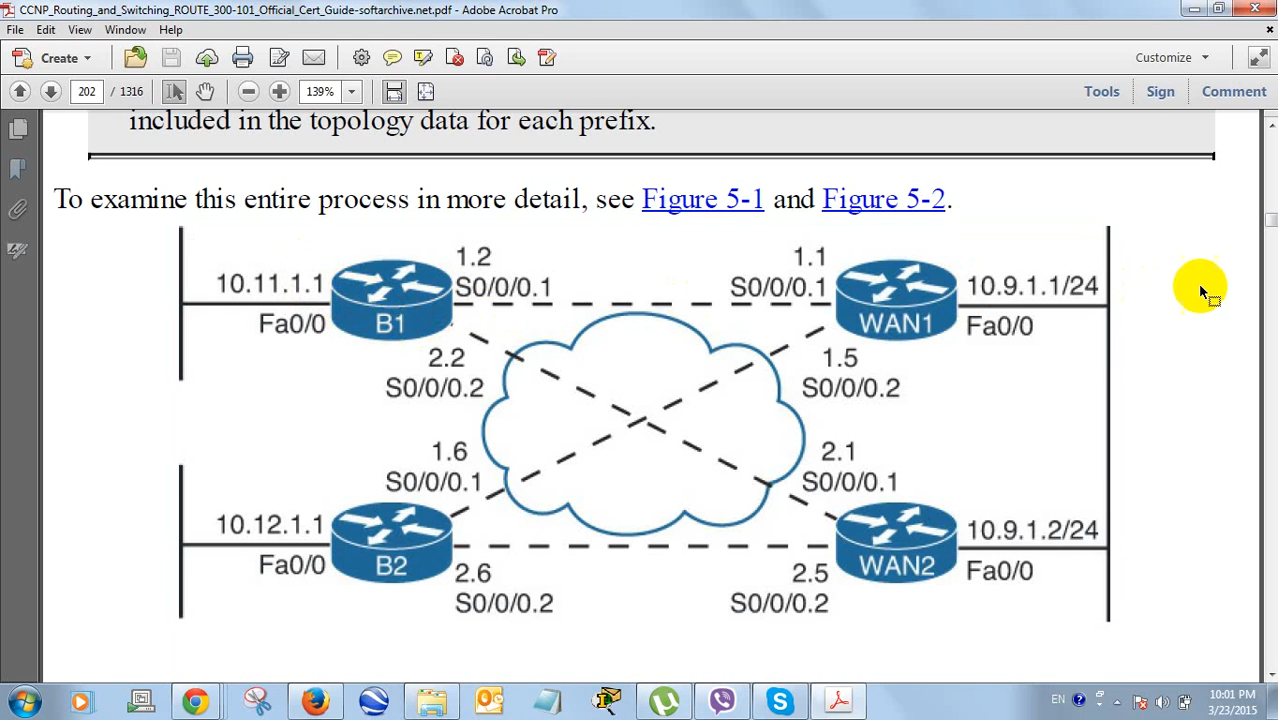 CCNP_Routing_and_Switching_ROUTE_300-101_Official_Cert_Guide-softarchive.net.pdf - Adobe Acrobat Pro
File Edit View Window Help
Create Customize
202 / 1316 139% Tools Sign Comment
included in the topology data for each prefix.
To examine this entire process in more detail, see Figure 5-1 and Figure 5-2.
1.2 1.1
10.11.1.1 S0/0/0.1 S0/0/0.1 10.9.1.1/24
Fa0/0 B1 WAN1 Fa0/0
2.2 1.5
S0/0/0.2 S0/0/0.2
1.6 2.1
S0/0/0.1 S0/0/0.1
10.12.1.1 10.9.1.2/24
Fa0/0 B2 2.6 2.5 WAN2 Fa0/0
S0/0/0.2 S0/0/0.2
EN 10:01 PM
3/23/2015